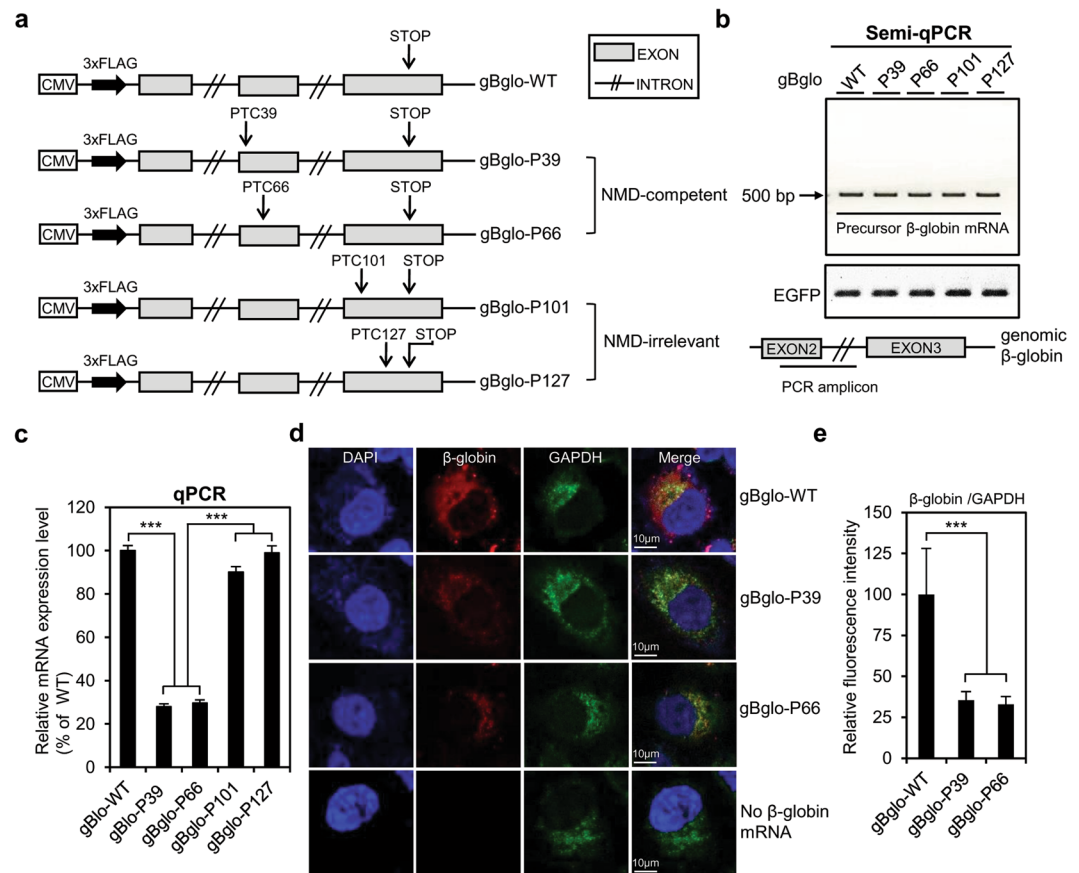 a
STOP
3xFLAG
CMV
gBglo-WT
EXON
INTRON
PTC39
STOP
3xFLAG
CMV
gBglo-P39
PTC66
STOP
3xFLAG
CMV
gBglo-P66
NMD-competent
PTC101
STOP
3xFLAG
CMV
gBglo-P101
PTC127
STOP
3xFLAG
CMV
gBglo-P127
NMD-irrelevant
b
Semi-qPCR
gBglo WT P39 P66 P101 P127
500 bp
Precursor β-globin mRNA
EGFP
EXON2 EXON3
genomic
β-globin
PCR amplicon
c
qPCR
Relative mRNA expression level
(% of WT)
120
100
80
60
40
20
0
***
***
gBlo-WT
gBlo-P39
gBglo-P66
gBglo-P101
gBglo-P127
d
DAPI β-globin GAPDH Merge
gBglo-WT
10μm
gBglo-P39
10μm
gBglo-P66
10μm
No β-globin
mRNA
10μm
e
β-globin /GAPDH
Relative fluorescence intensity
150
125
100
75
50
25
0
***
gBglo-WT
gBglo-P39
gBglo-P66